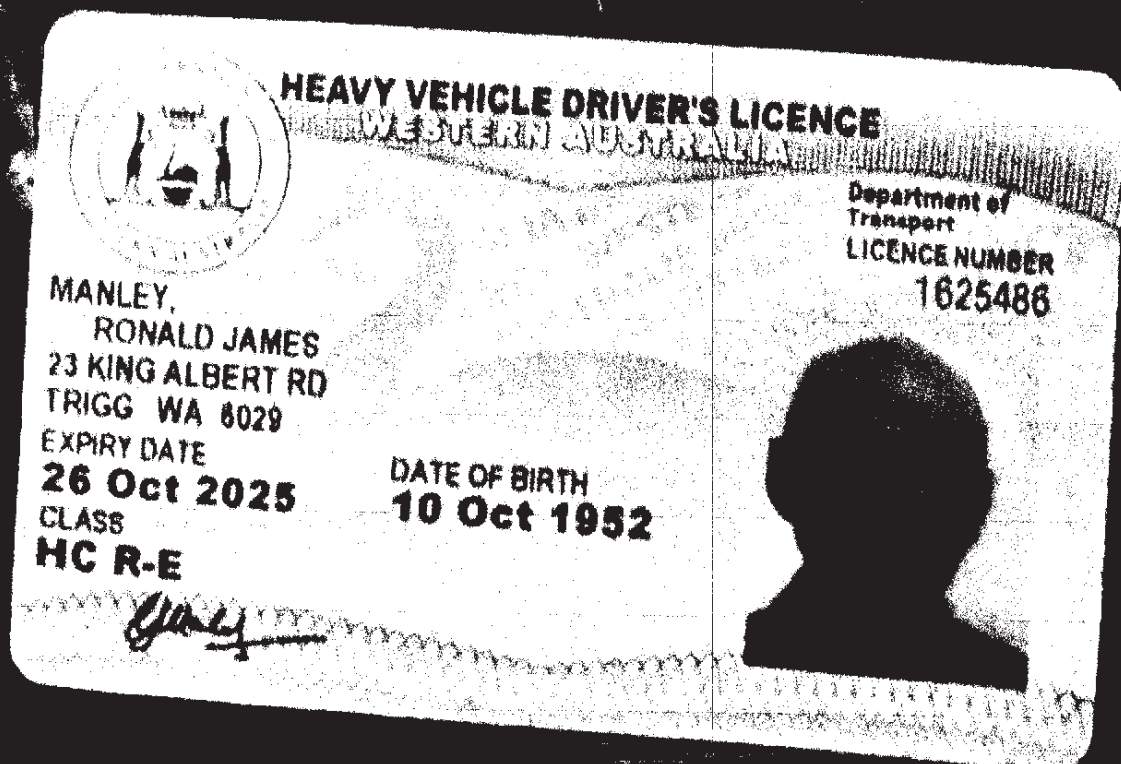 HEAVY VEHICLE DRIVER'S LICENCE
WESTERN AUSTRALIA
Department of
Transport
LICENCE NUMBER
1625486
MANLEY,
RONALD JAMES
23 KING ALBERT RD
TRIGG WA 6029
EXPIRY DATE
26 Oct 2025
DATE OF BIRTH
10 Oct 1952
CLASS
HC R-E